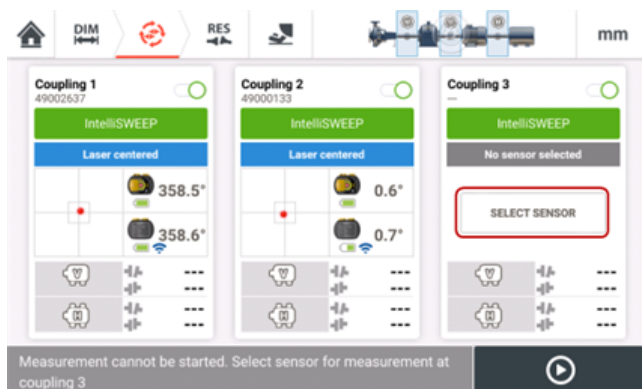 DIM
RES
mm
Coupling 1
49002637
IntelliSWEEP
Laser centered
358.5°
358.6°
V
---
---
H
---
---
Coupling 2
49000133
IntelliSWEEP
Laser centered
0.6°
0.7°
V
---
---
H
---
---
Coupling 3
—
IntelliSWEEP
No sensor selected
SELECT SENSOR
V
---
---
H
---
---
Measurement cannot be started. Select sensor for measurement at
coupling 3